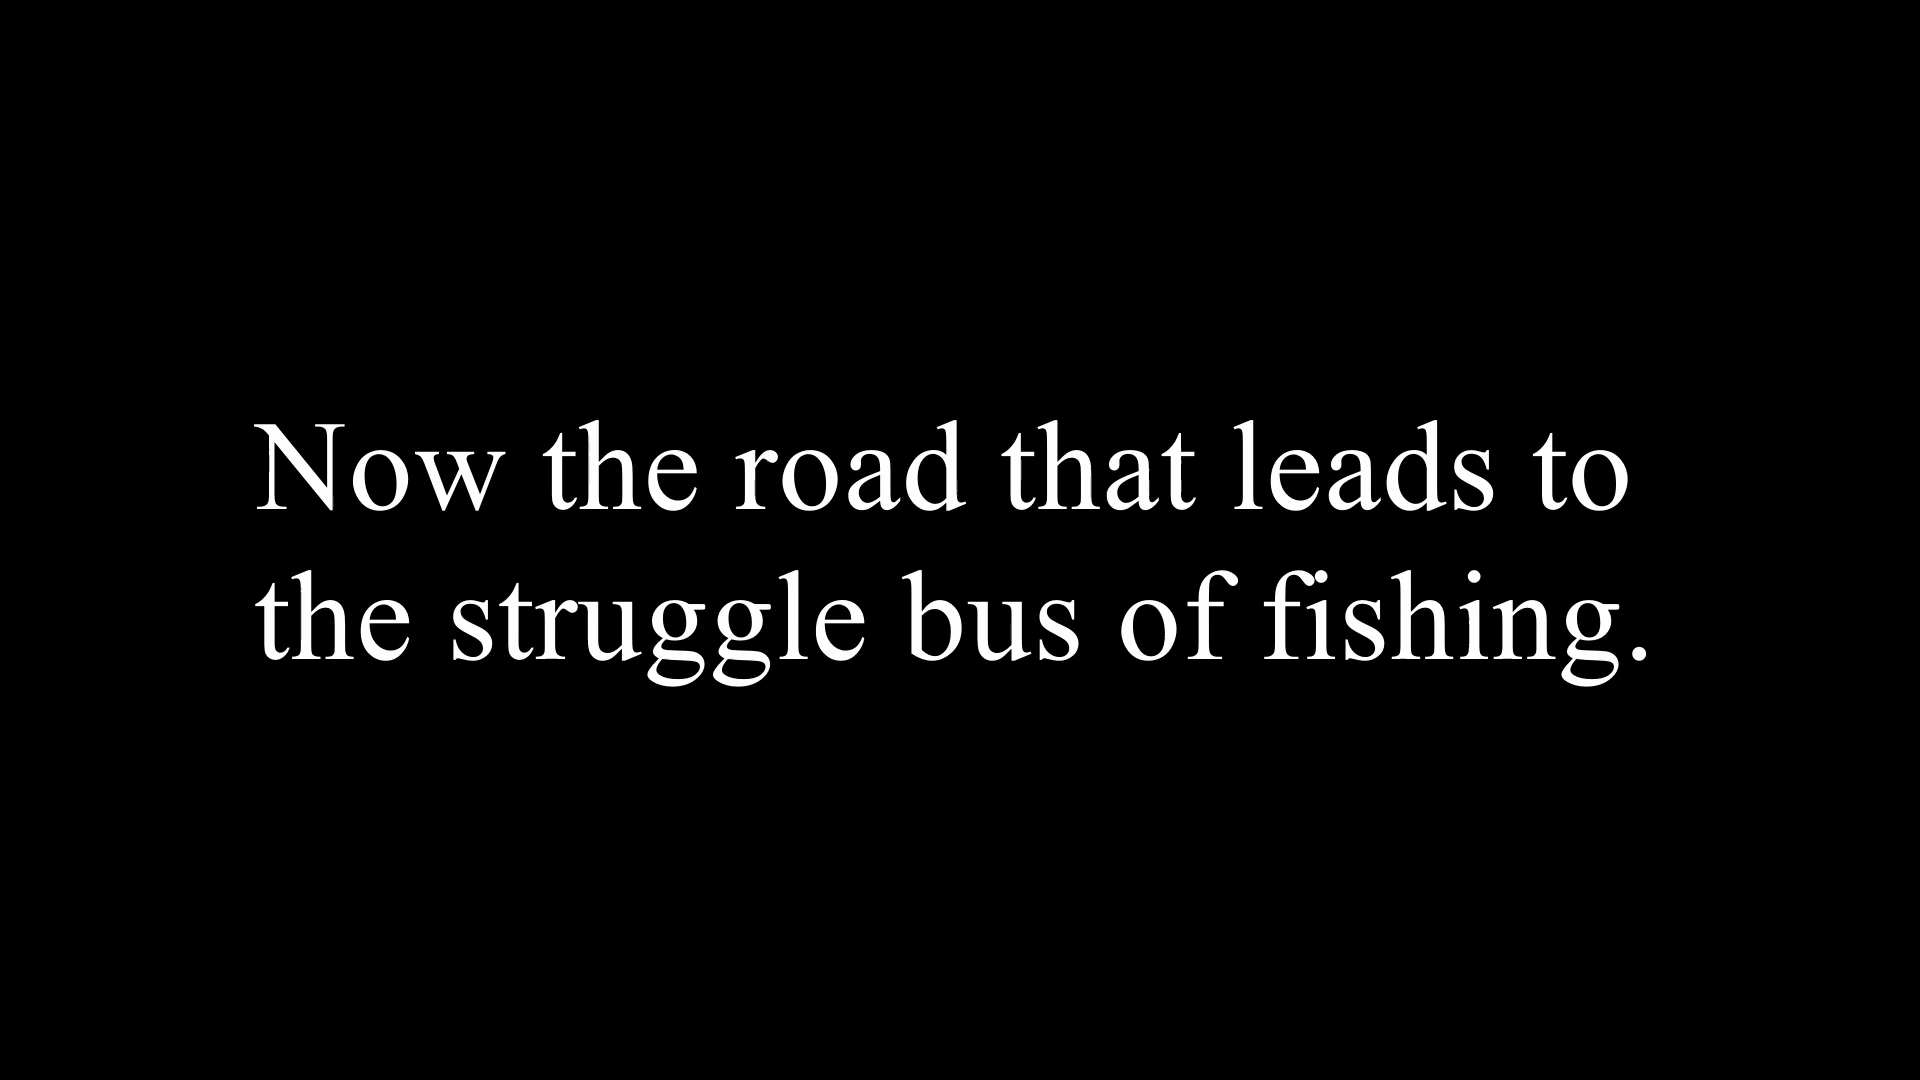 Now the road that leads to
the struggle bus of fishing.